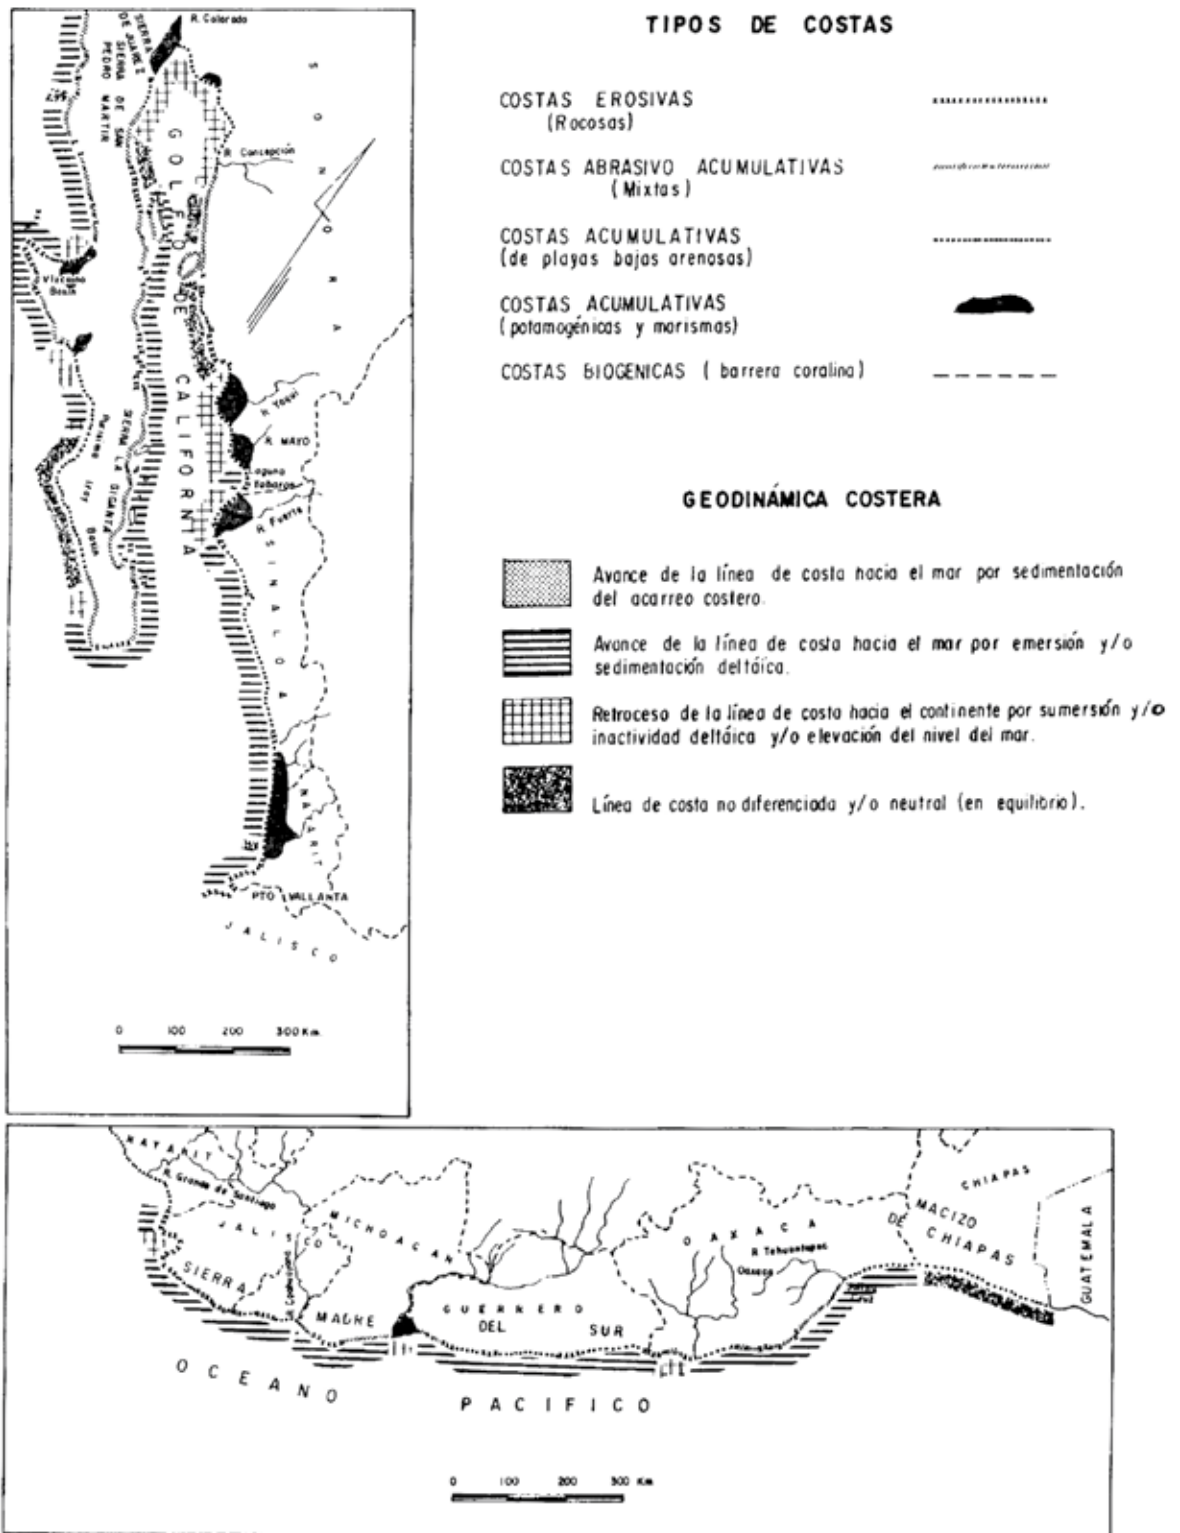 TIPOS DE COSTAS
COSTAS EROSIVAS
(Rocosas)
COSTAS ABRASIVO ACUMULATIVAS
(Mixtas)
COSTAS ACUMULATIVAS
(de playas bajas arenosas)
COSTAS ACUMULATIVAS
(potamogénicas y marismas)
COSTAS BIOGENICAS ( barrera coralina)
GEODINÁMICA COSTERA
Avance de la línea de costa hacia el mar por sedimentación
del acarreo costero.
Avance de la línea de costa hacia el mar por emersión y/o
sedimentación deltáica.
Retroceso de la línea de costa hacia el continente por sumersión y/o
inactividad deltáica y/o elevación del nivel del mar.
Línea de costa no diferenciada y/o neutral (en equilibrio).
R. Colorado
SIERRA
DE JUAREZ
SIERRA DE SAN
PEDRO MARTIR
GOLFO DE CALIFORNIA
SONORA
R. Concepción
Vizcaino
Basin
R. Yaqui
R. MAYO
R. Fuerte
SIERRA LA GIGANTA
Basin
SINALOA
NAYARIT
PTO VALLANTA
JALISCO
0 100 200 300 Km.
NAYARIT
R. Grande de Santiago
JALISCO
MICHOACAN
SIERRA
MADRE
DEL
SUR
GUERRERO
OAXACA
R. Tehuantepec
Oaxaca
CHIAPAS
MACIZO
DE CHIAPAS
GUATEMALA
OCEANO
PACIFICO
0 100 200 300 Km